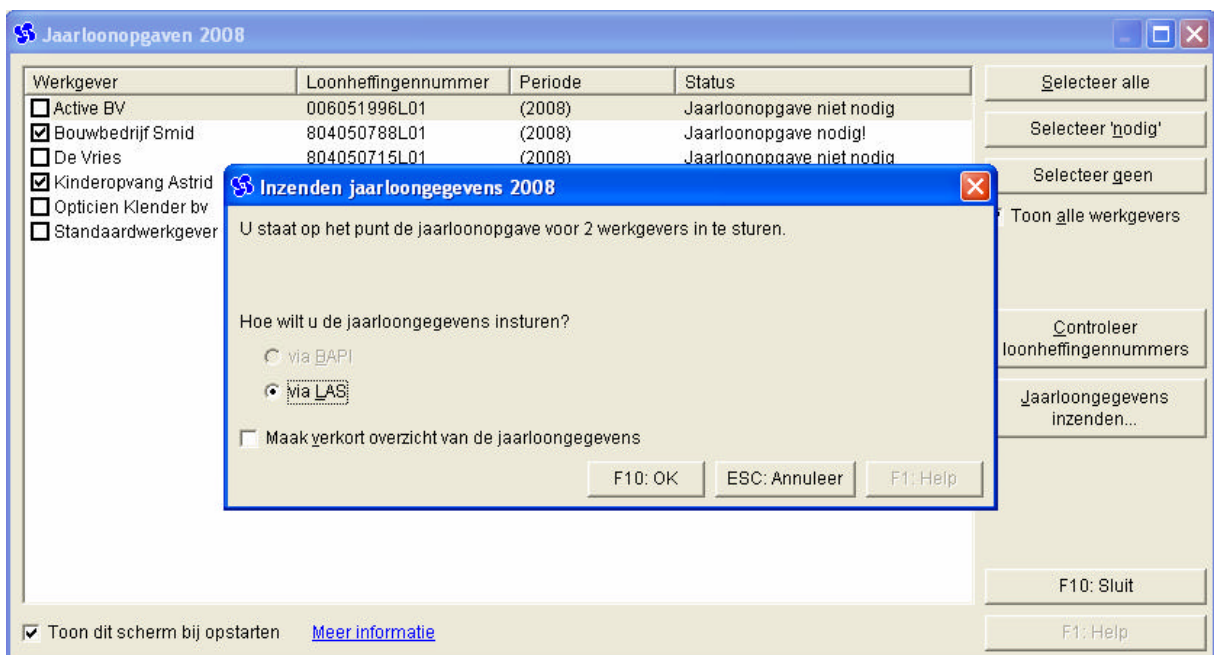 Jaarloonopgaven 2008
Werkgever Loonheffingennummer Periode Status
Active BV 006051996L01 (2008) Jaarloonopgave niet nodig
Bouwbedrijf Smid 804050788L01 (2008) Jaarloonopgave nodig!
De Vries 804050715L01 (2008) Jaarloonopgave niet nodig
Kinderopvang Astrid
Opticien Klender bv
Standaardwerkgever
Selecteer alle
Selecteer 'nodig'
Selecteer geen
Toon alle werkgevers
Controleer
loonheffingennummers
Jaarloongegevens
inzenden...
F10: Sluit
F1: Help
Inzenden jaarloongegevens 2008
U staat op het punt de jaarloonopgave voor 2 werkgevers in te sturen.
Hoe wilt u de jaarloongegevens insturen?
via BAPI
via LAS
Maak verkort overzicht van de jaarloongegevens
F10: OK ESC: Annuleer F1: Help
Toon dit scherm bij opstarten Meer informatie